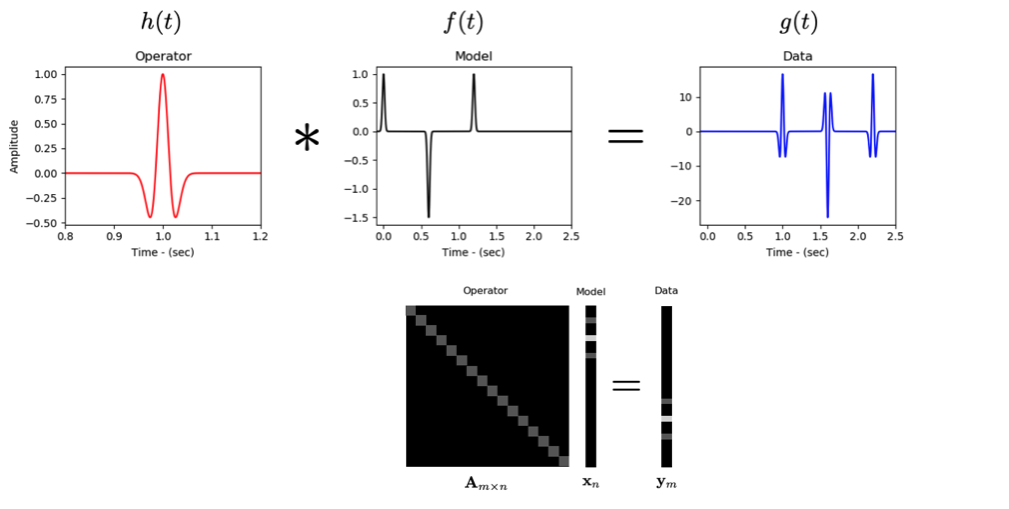 h(t) f(t) g(t)
Operator Model Data
Amplitude
1.00
0.75
0.50
0.25
0.00
−0.25
−0.50
0.8 0.9 1.0 1.1 1.2
Time - (sec)
*
1.0
0.5
0.0
−0.5
−1.0
−1.5
0.0 0.5 1.0 1.5 2.0 2.5
Time - (sec)
=
10
0
−10
−20
0.0 0.5 1.0 1.5 2.0 2.5
Time - (sec)
Operator Model Data
=
A_{m×n} x_n y_m